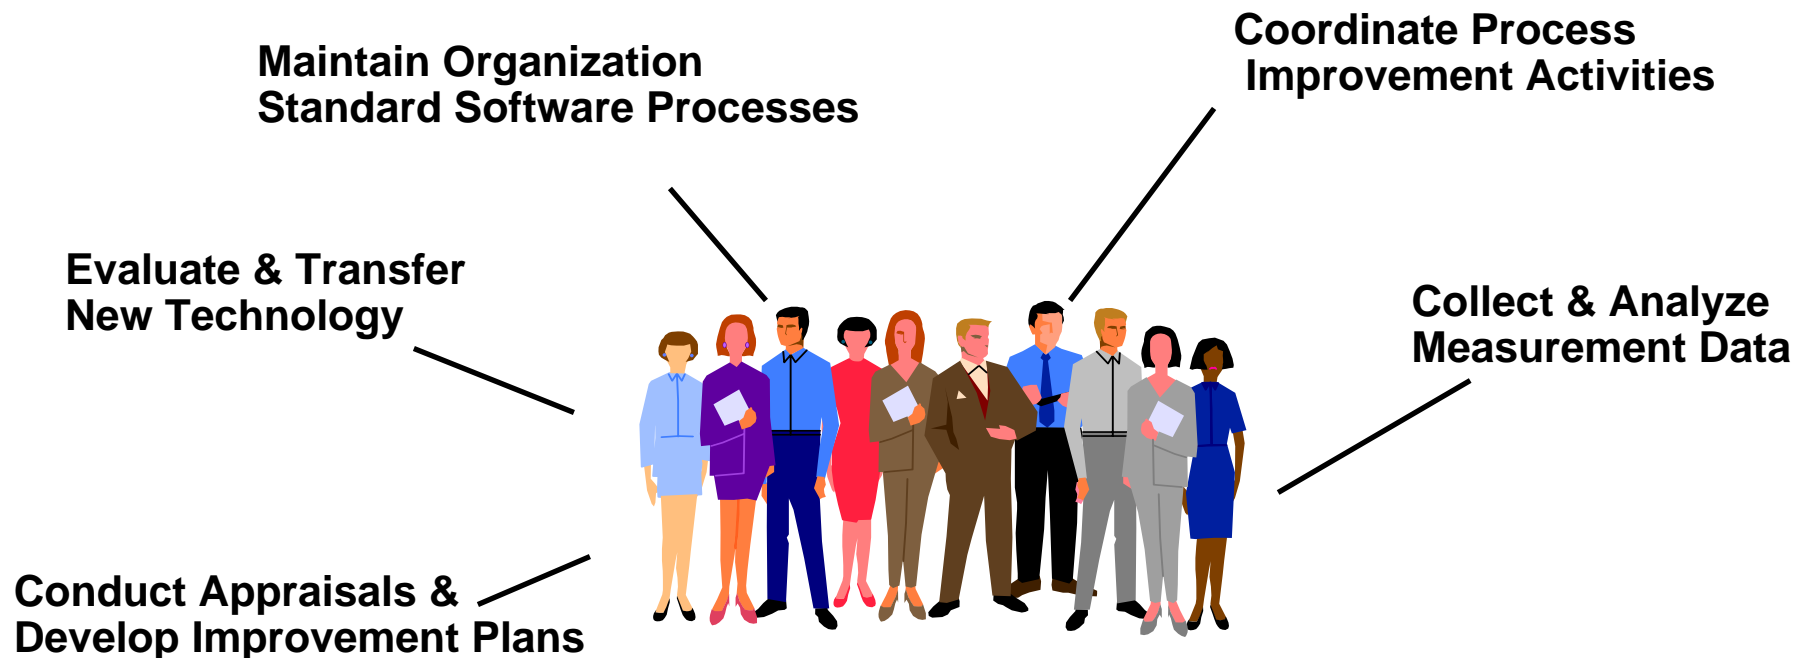 Maintain Organization
Standard Software Processes
Coordinate Process
Improvement Activities
Evaluate & Transfer
New Technology
Collect & Analyze
Measurement Data
Conduct Appraisals &
Develop Improvement Plans